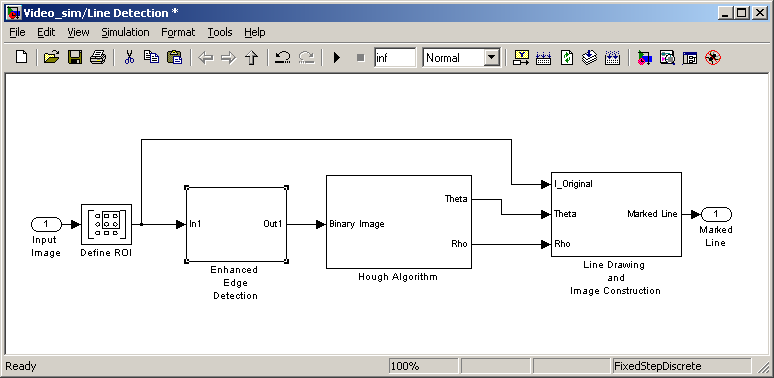 Video_sim/Line Detection *
File Edit View Simulation Format Tools Help
inf Normal
I_Original
Theta Theta
1 In1 Out1 Binary Image Marked Line 1
Rho Rho
Input
Image
Define ROI
Enhanced
Edge
Detection
Hough Algorithm
Line Drawing
and
Image Construction
Marked
Line
Ready 100% FixedStepDiscrete